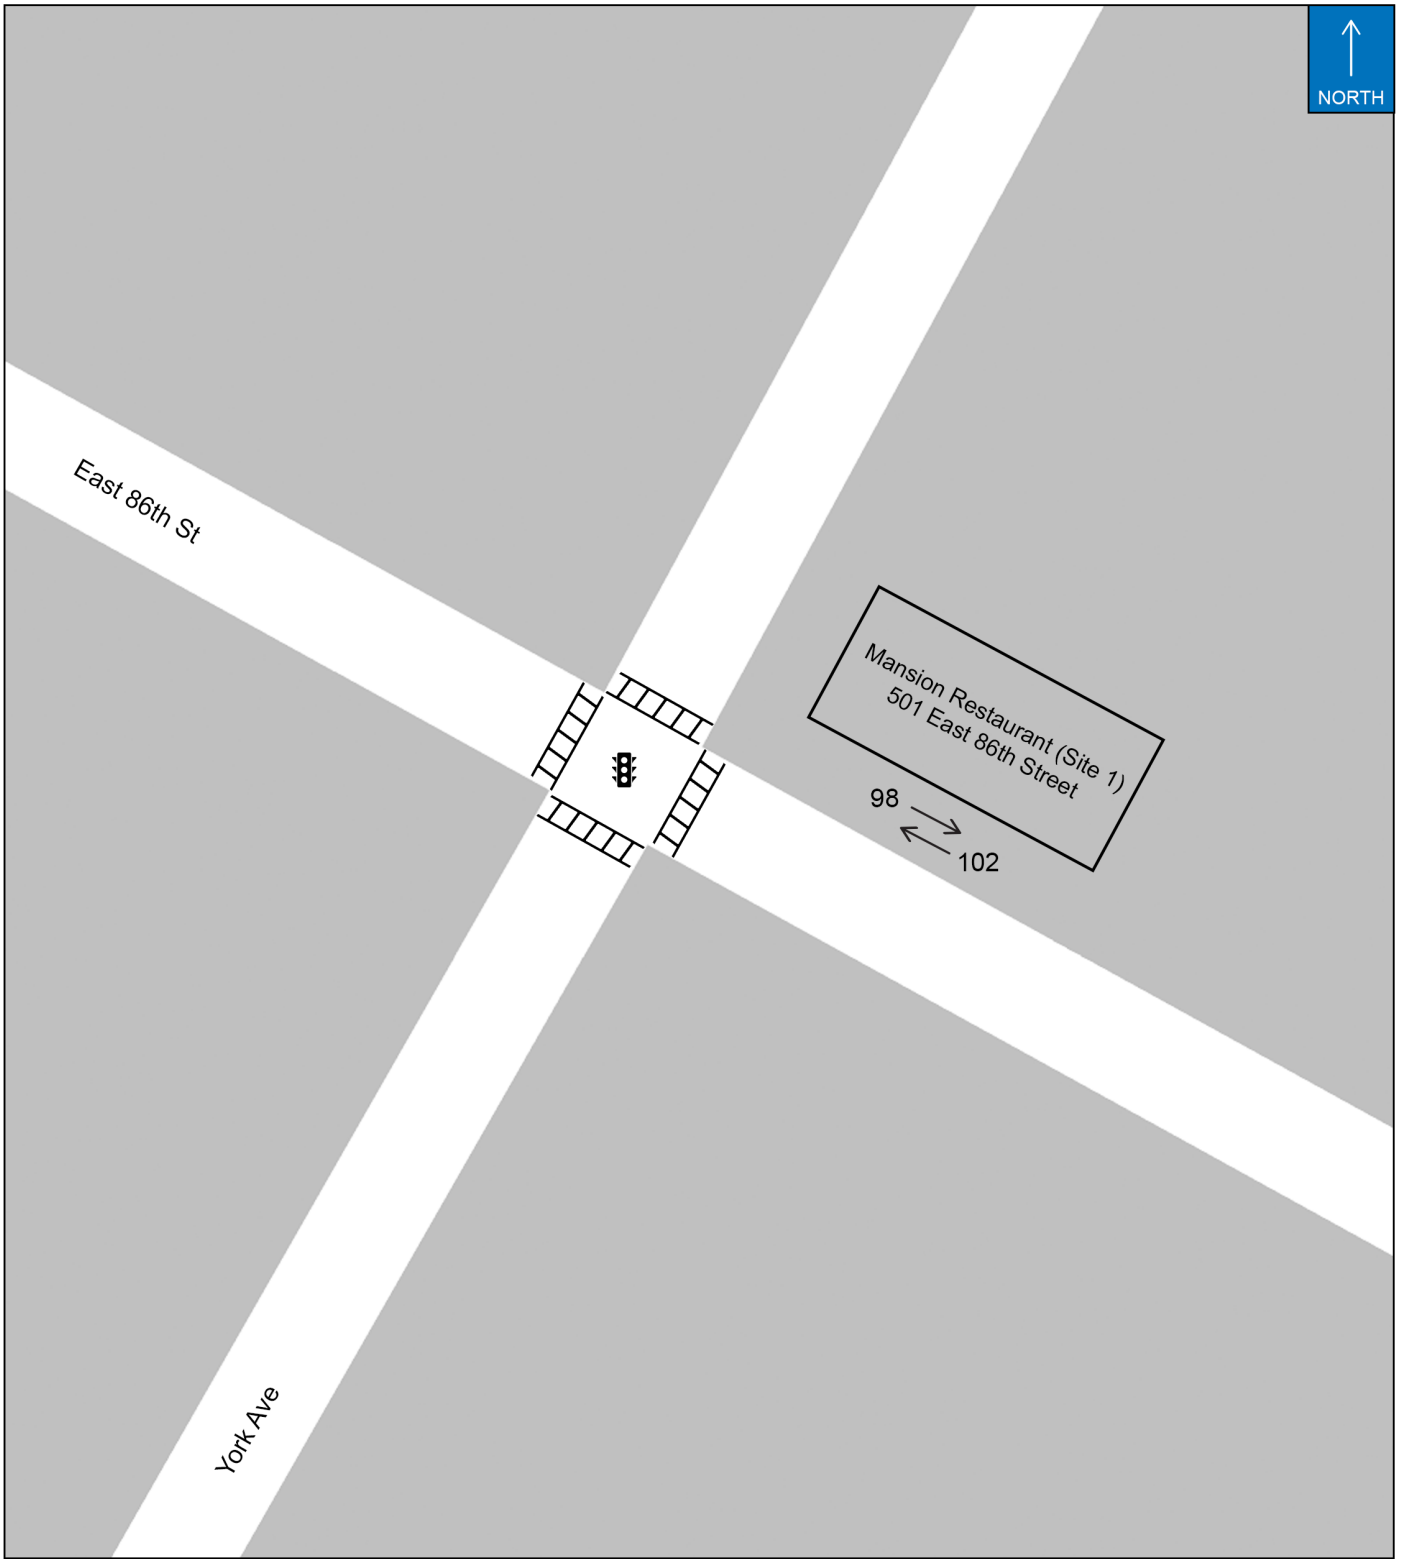 NORTH
East 86th St
Mansion Restaurant (Site 1)
501 East 86th Street
98
102
York Ave